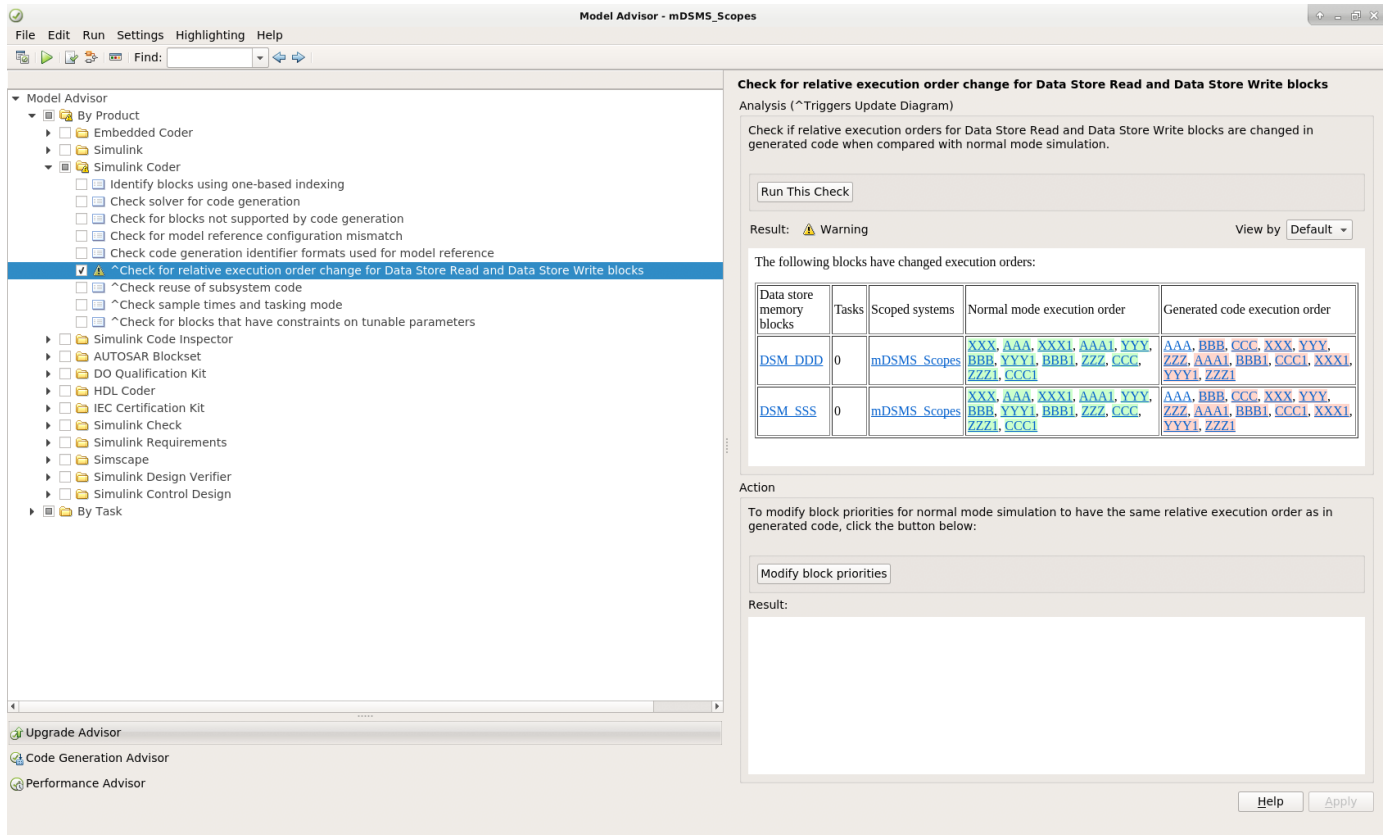 Model Advisor - mDSMS_Scopes
File Edit Run Settings Highlighting Help
Find:
Model Advisor
By Product
Embedded Coder
Simulink
Simulink Coder
Identify blocks using one-based indexing
Check solver for code generation
Check for blocks not supported by code generation
Check for model reference configuration mismatch
Check code generation identifier formats used for model reference
^Check for relative execution order change for Data Store Read and Data Store Write blocks
^Check reuse of subsystem code
^Check sample times and tasking mode
^Check for blocks that have constraints on tunable parameters
Simulink Code Inspector
AUTOSAR Blockset
DO Qualification Kit
HDL Coder
IEC Certification Kit
Simulink Check
Simulink Requirements
Simscape
Simulink Design Verifier
Simulink Control Design
By Task
Upgrade Advisor
Code Generation Advisor
Performance Advisor
Check for relative execution order change for Data Store Read and Data Store Write blocks
Analysis (^Triggers Update Diagram)
Check if relative execution orders for Data Store Read and Data Store Write blocks are changed in
generated code when compared with normal mode simulation.
Run This Check
Result: Warning
View by Default
The following blocks have changed execution orders:
Data store
memory
blocks
Tasks
Scoped systems
Normal mode execution order
Generated code execution order
DSM_DDD
0
mDSMS_Scopes
XXX, AAA, XXX1, AAA1, YYY,
BBB, YYY1, BBB1, ZZZ, CCC,
ZZZ1, CCC1
AAA, BBB, CCC, XXX, YYY,
ZZZ, AAA1, BBB1, CCC1, XXX1,
YYY1, ZZZ1
DSM_SSS
0
mDSMS_Scopes
XXX, AAA, XXX1, AAA1, YYY,
BBB, YYY1, BBB1, ZZZ, CCC,
ZZZ1, CCC1
AAA, BBB, CCC, XXX, YYY,
ZZZ, AAA1, BBB1, CCC1, XXX1,
YYY1, ZZZ1
Action
To modify block priorities for normal mode simulation to have the same relative execution order as in
generated code, click the button below:
Modify block priorities
Result:
Help
Apply